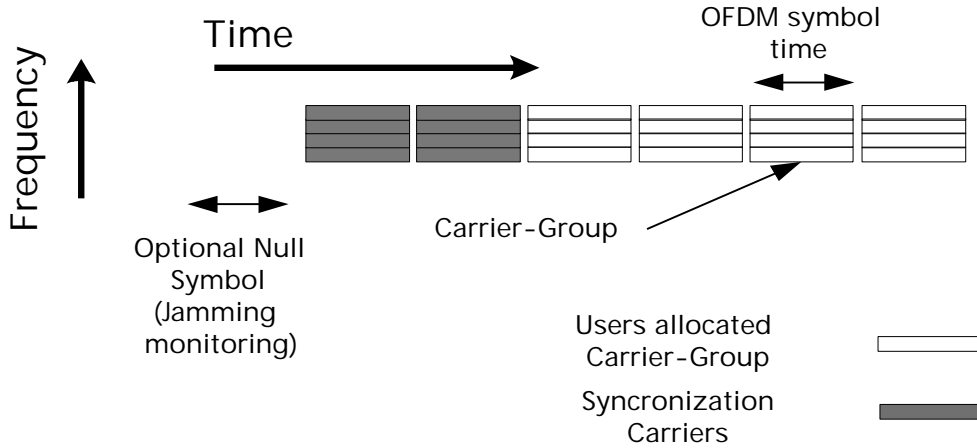 OFDM symbol
time
Time
Frequency
Carrier-Group
Optional Null
Symbol
(Jamming
monitoring)
Users allocated
Carrier-Group
Syncronization
Carriers